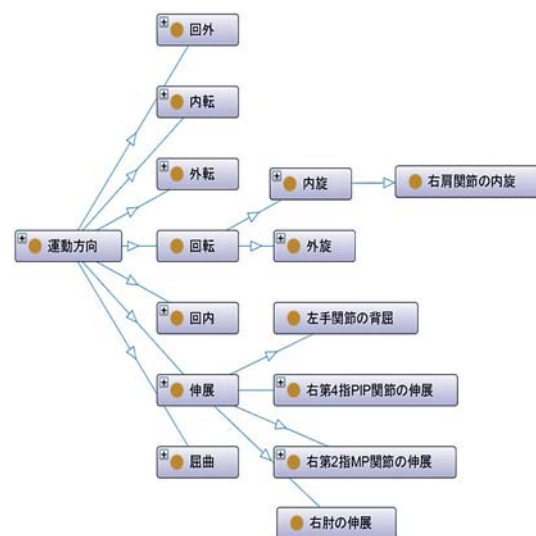 回外
内転
外転
内旋
右肩関節の内旋
運動方向
回転
外旋
回内
左手関節の背屈
伸展
右第4指PIP関節の伸展
屈曲
右第2指MP関節の伸展
右肘の伸展